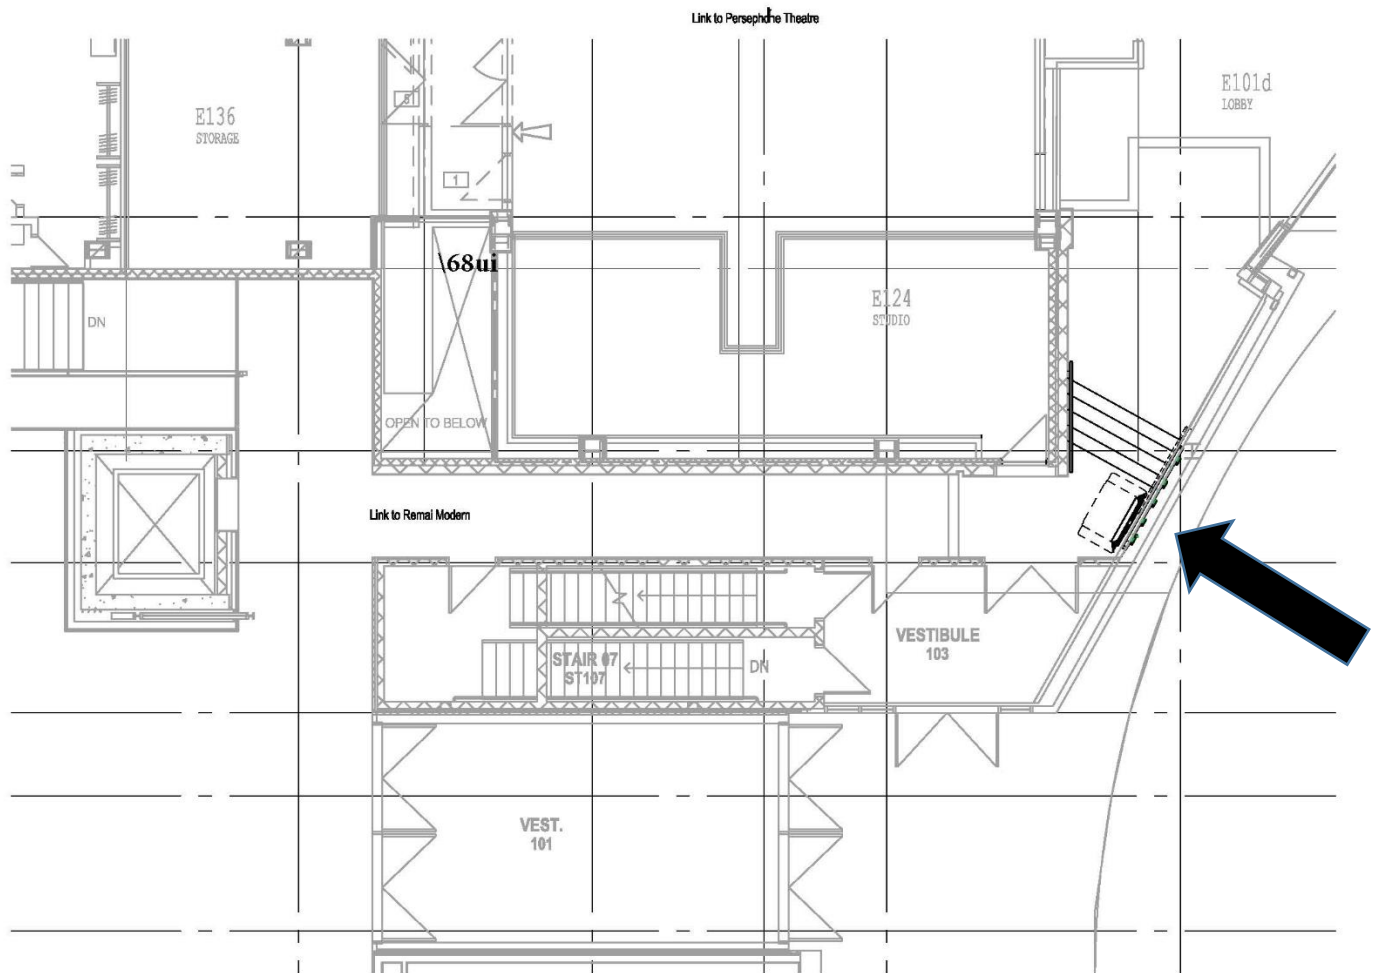 Link to Persephone Theatre
E101d
LOBBY
E136
STORAGE
5
1
\68ui
E124
STUDIO
DN
OPEN TO BELOW
Link to Remai Modern
STAIR 07
ST107
DN
VESTIBULE
103
VEST.
101